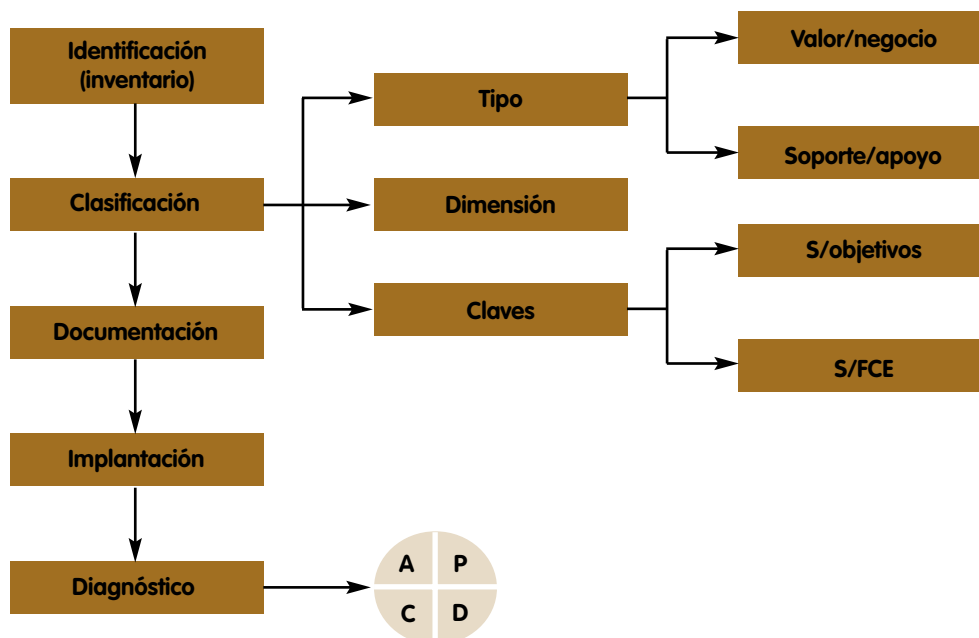 Identificación
(inventario)
Clasificación
Documentación
Implantación
Diagnóstico
Tipo
Dimensión
Claves
Valor/negocio
Soporte/apoyo
S/objetivos
S/FCE
A P
C D